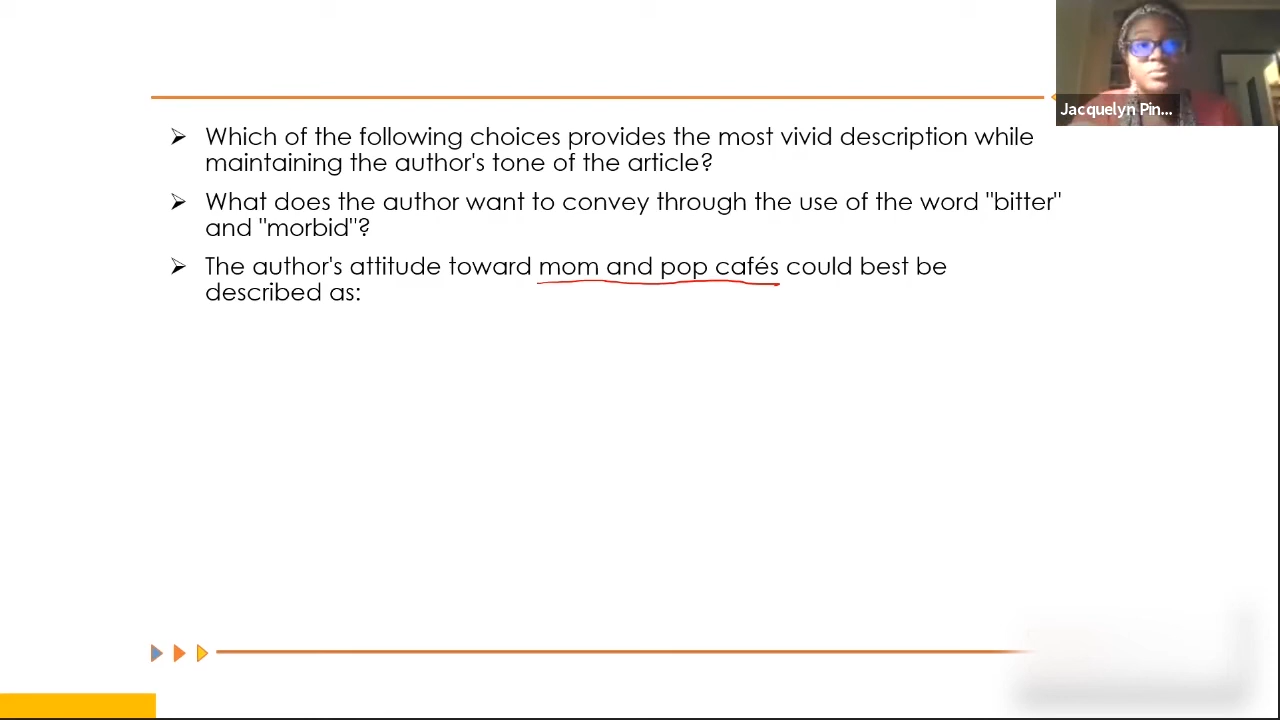 Jacquelyn Pin...
➢ Which of the following choices provides the most vivid description while
maintaining the author's tone of the article?
➢ What does the author want to convey through the use of the word "bitter"
and "morbid"?
➢ The author's attitude toward mom and pop cafés could best be
described as: